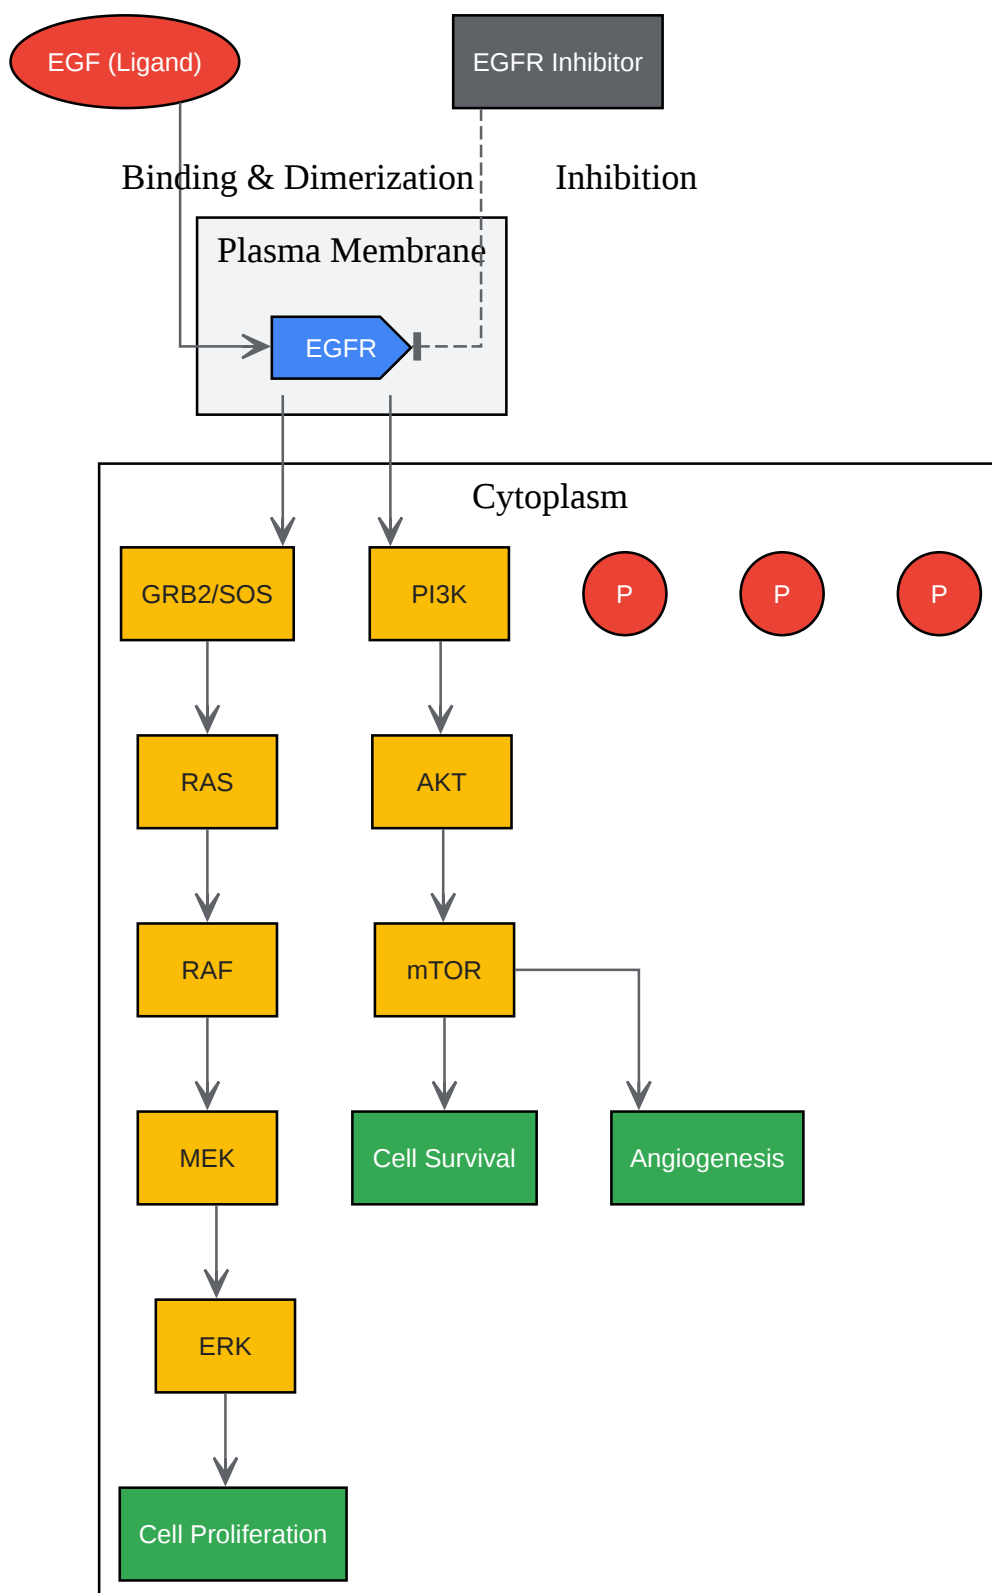 EGF (Ligand)
EGFR Inhibitor
Binding & Dimerization
Inhibition
Plasma Membrane
EGFR
Cytoplasm
GRB2/SOS
PI3K
P
P
P
RAS
AKT
RAF
mTOR
MEK
Cell Survival
Angiogenesis
ERK
Cell Proliferation